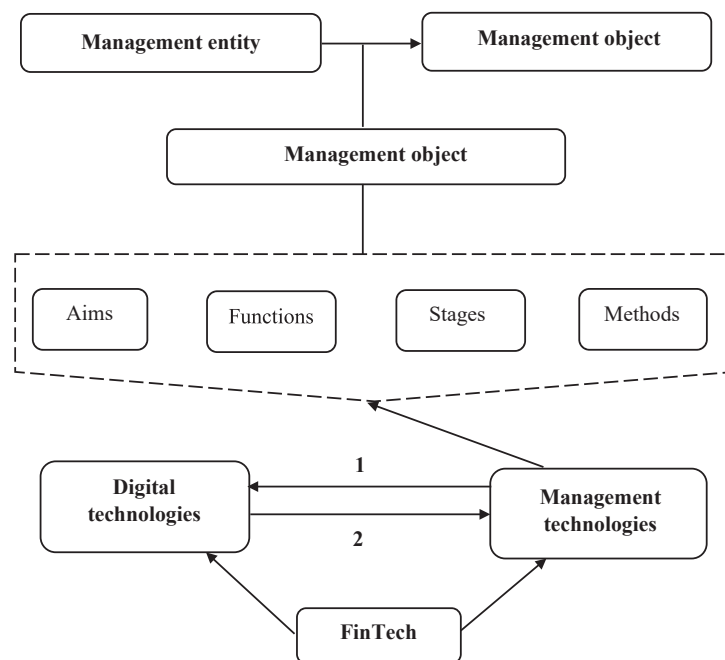 Management entity
Management object
Management object
Aims
Functions
Stages
Methods
1
Digital
technologies
Management
technologies
2
FinTech